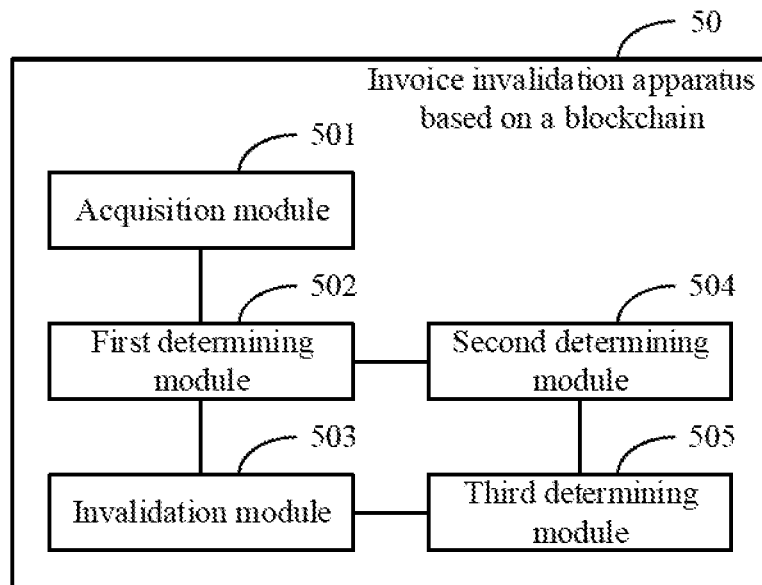 50
Invoice invalidation apparatus
based on a blockchain
501
Acquisition module
502
First determining
module
504
Second determining
module
503
Invalidation module
505
Third determining
module